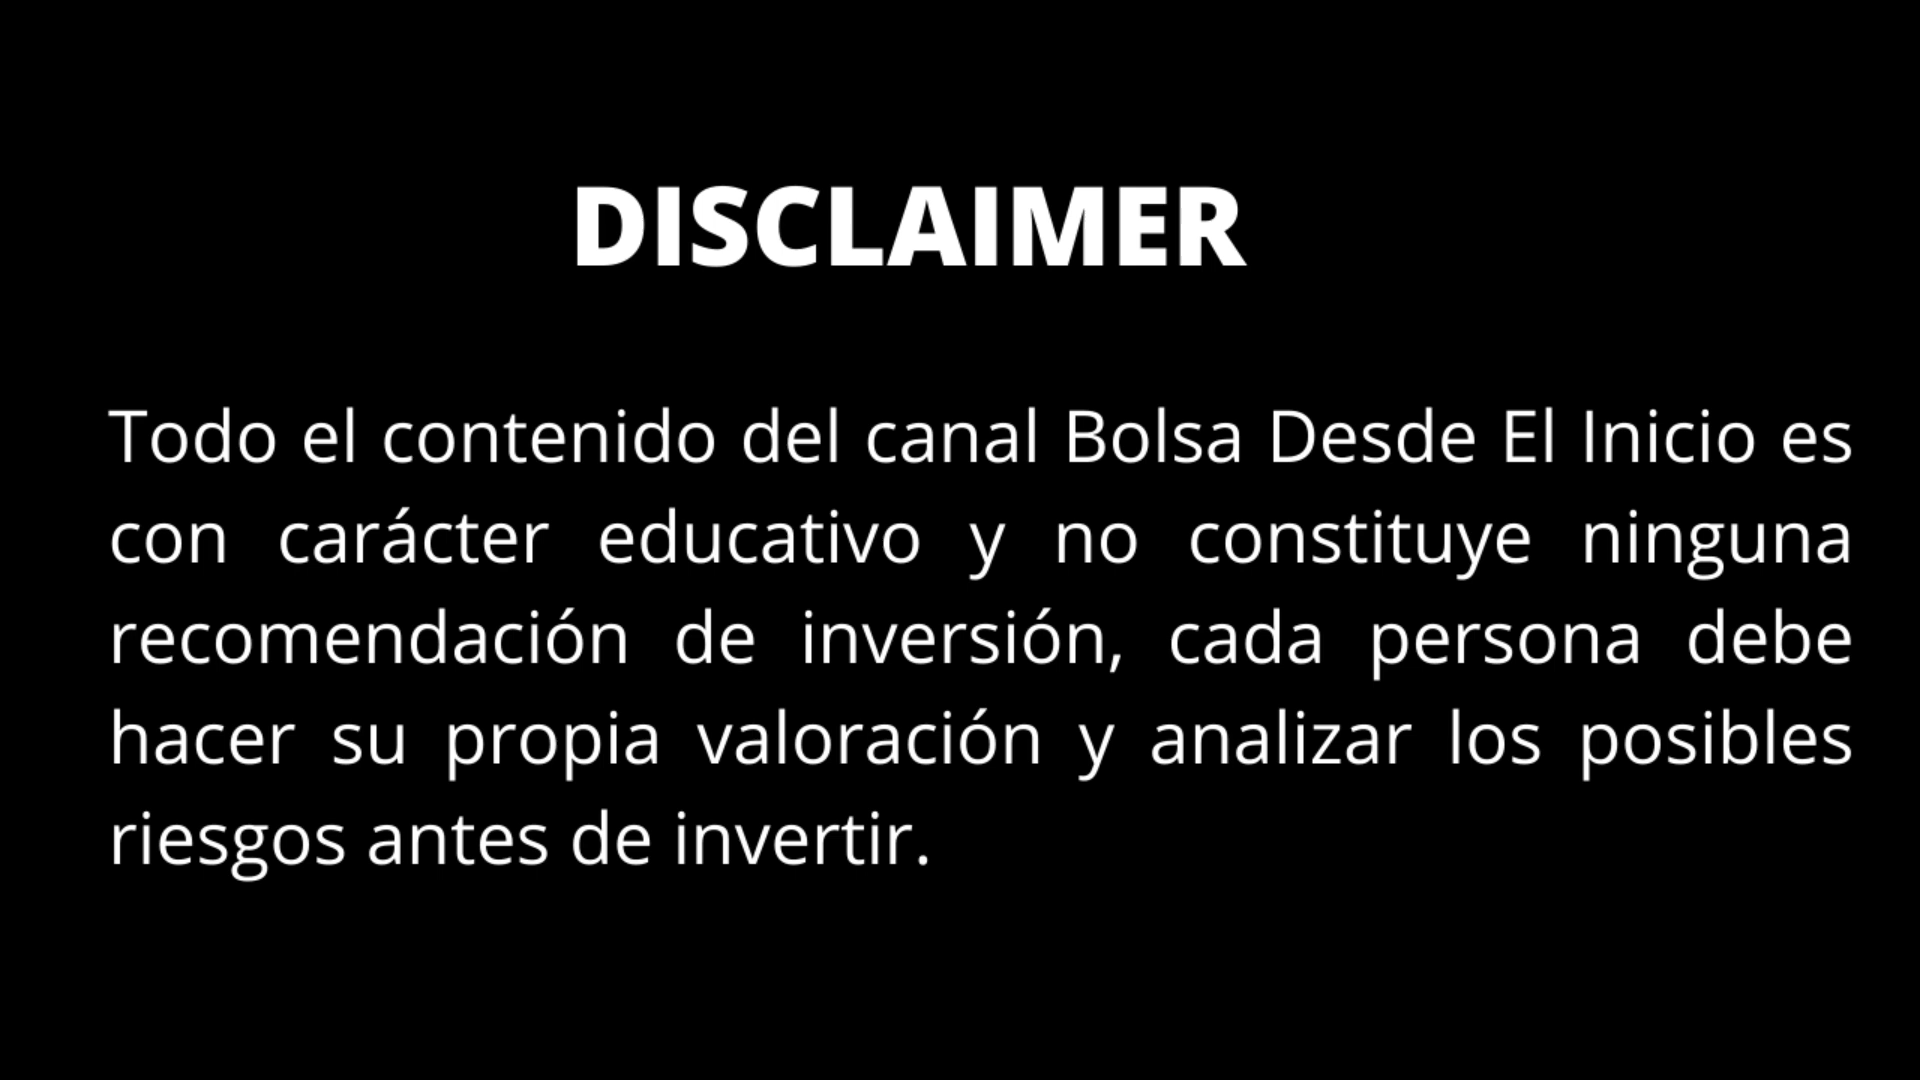 DISCLAIMER
Todo el contenido del canal Bolsa Desde El Inicio es
con carácter educativo y no constituye ninguna
recomendación de inversión, cada persona debe
hacer su propia valoración y analizar los posibles
riesgos antes de invertir.